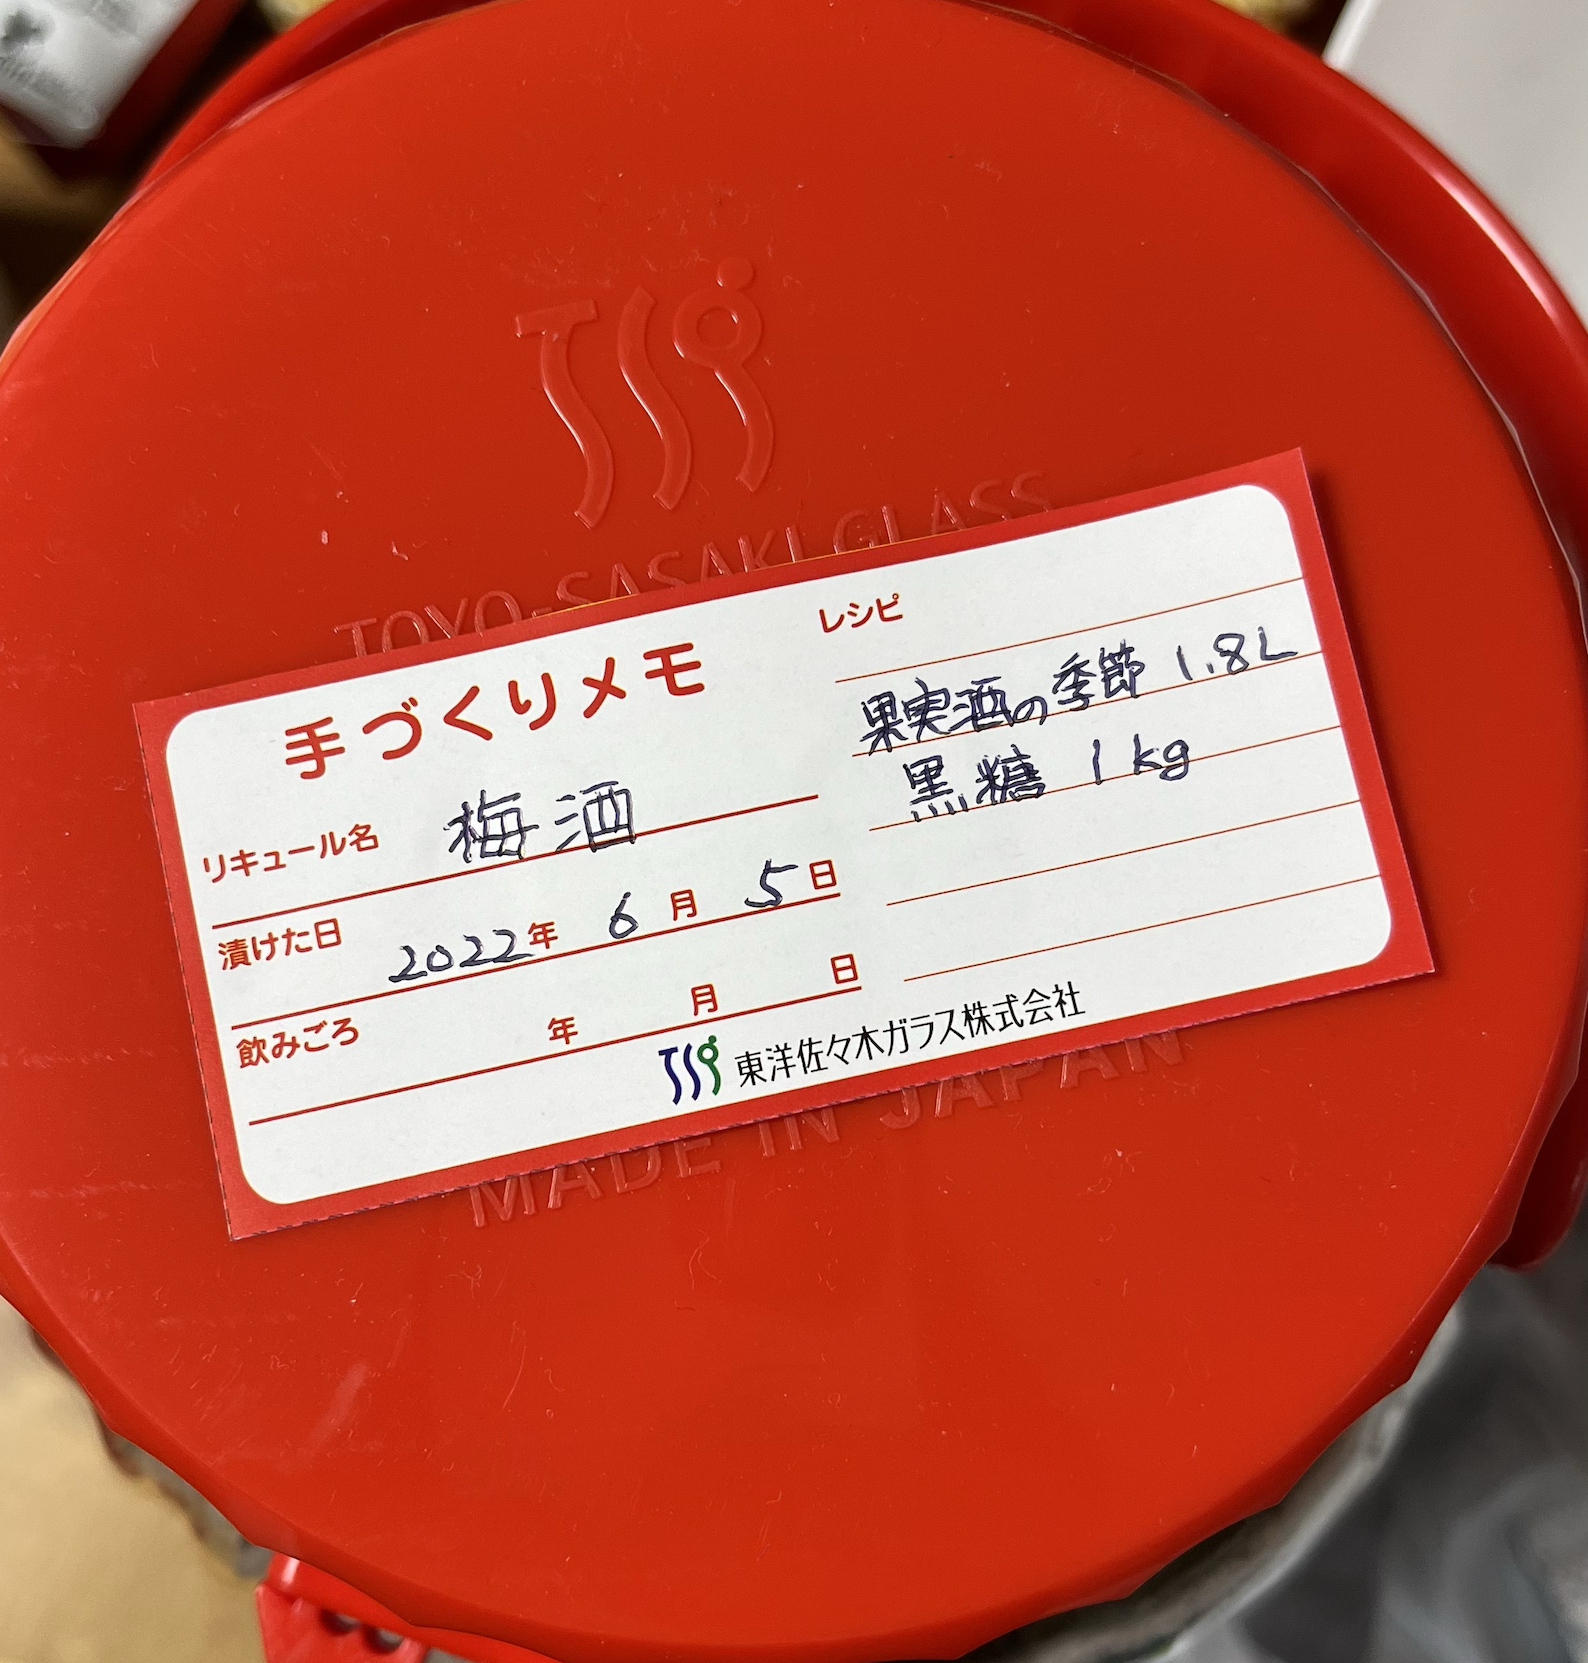 TSG
TOYO-SASAKI GLASS
手づくりメモ
リキュール名 梅酒
漬けた日 2022年 6月 5日
飲みごろ 年 月 日
レシピ
果実酒の季節 1.8L
黒糖 1kg
TSG 東洋佐々木ガラス株式会社
MADE IN JAPAN